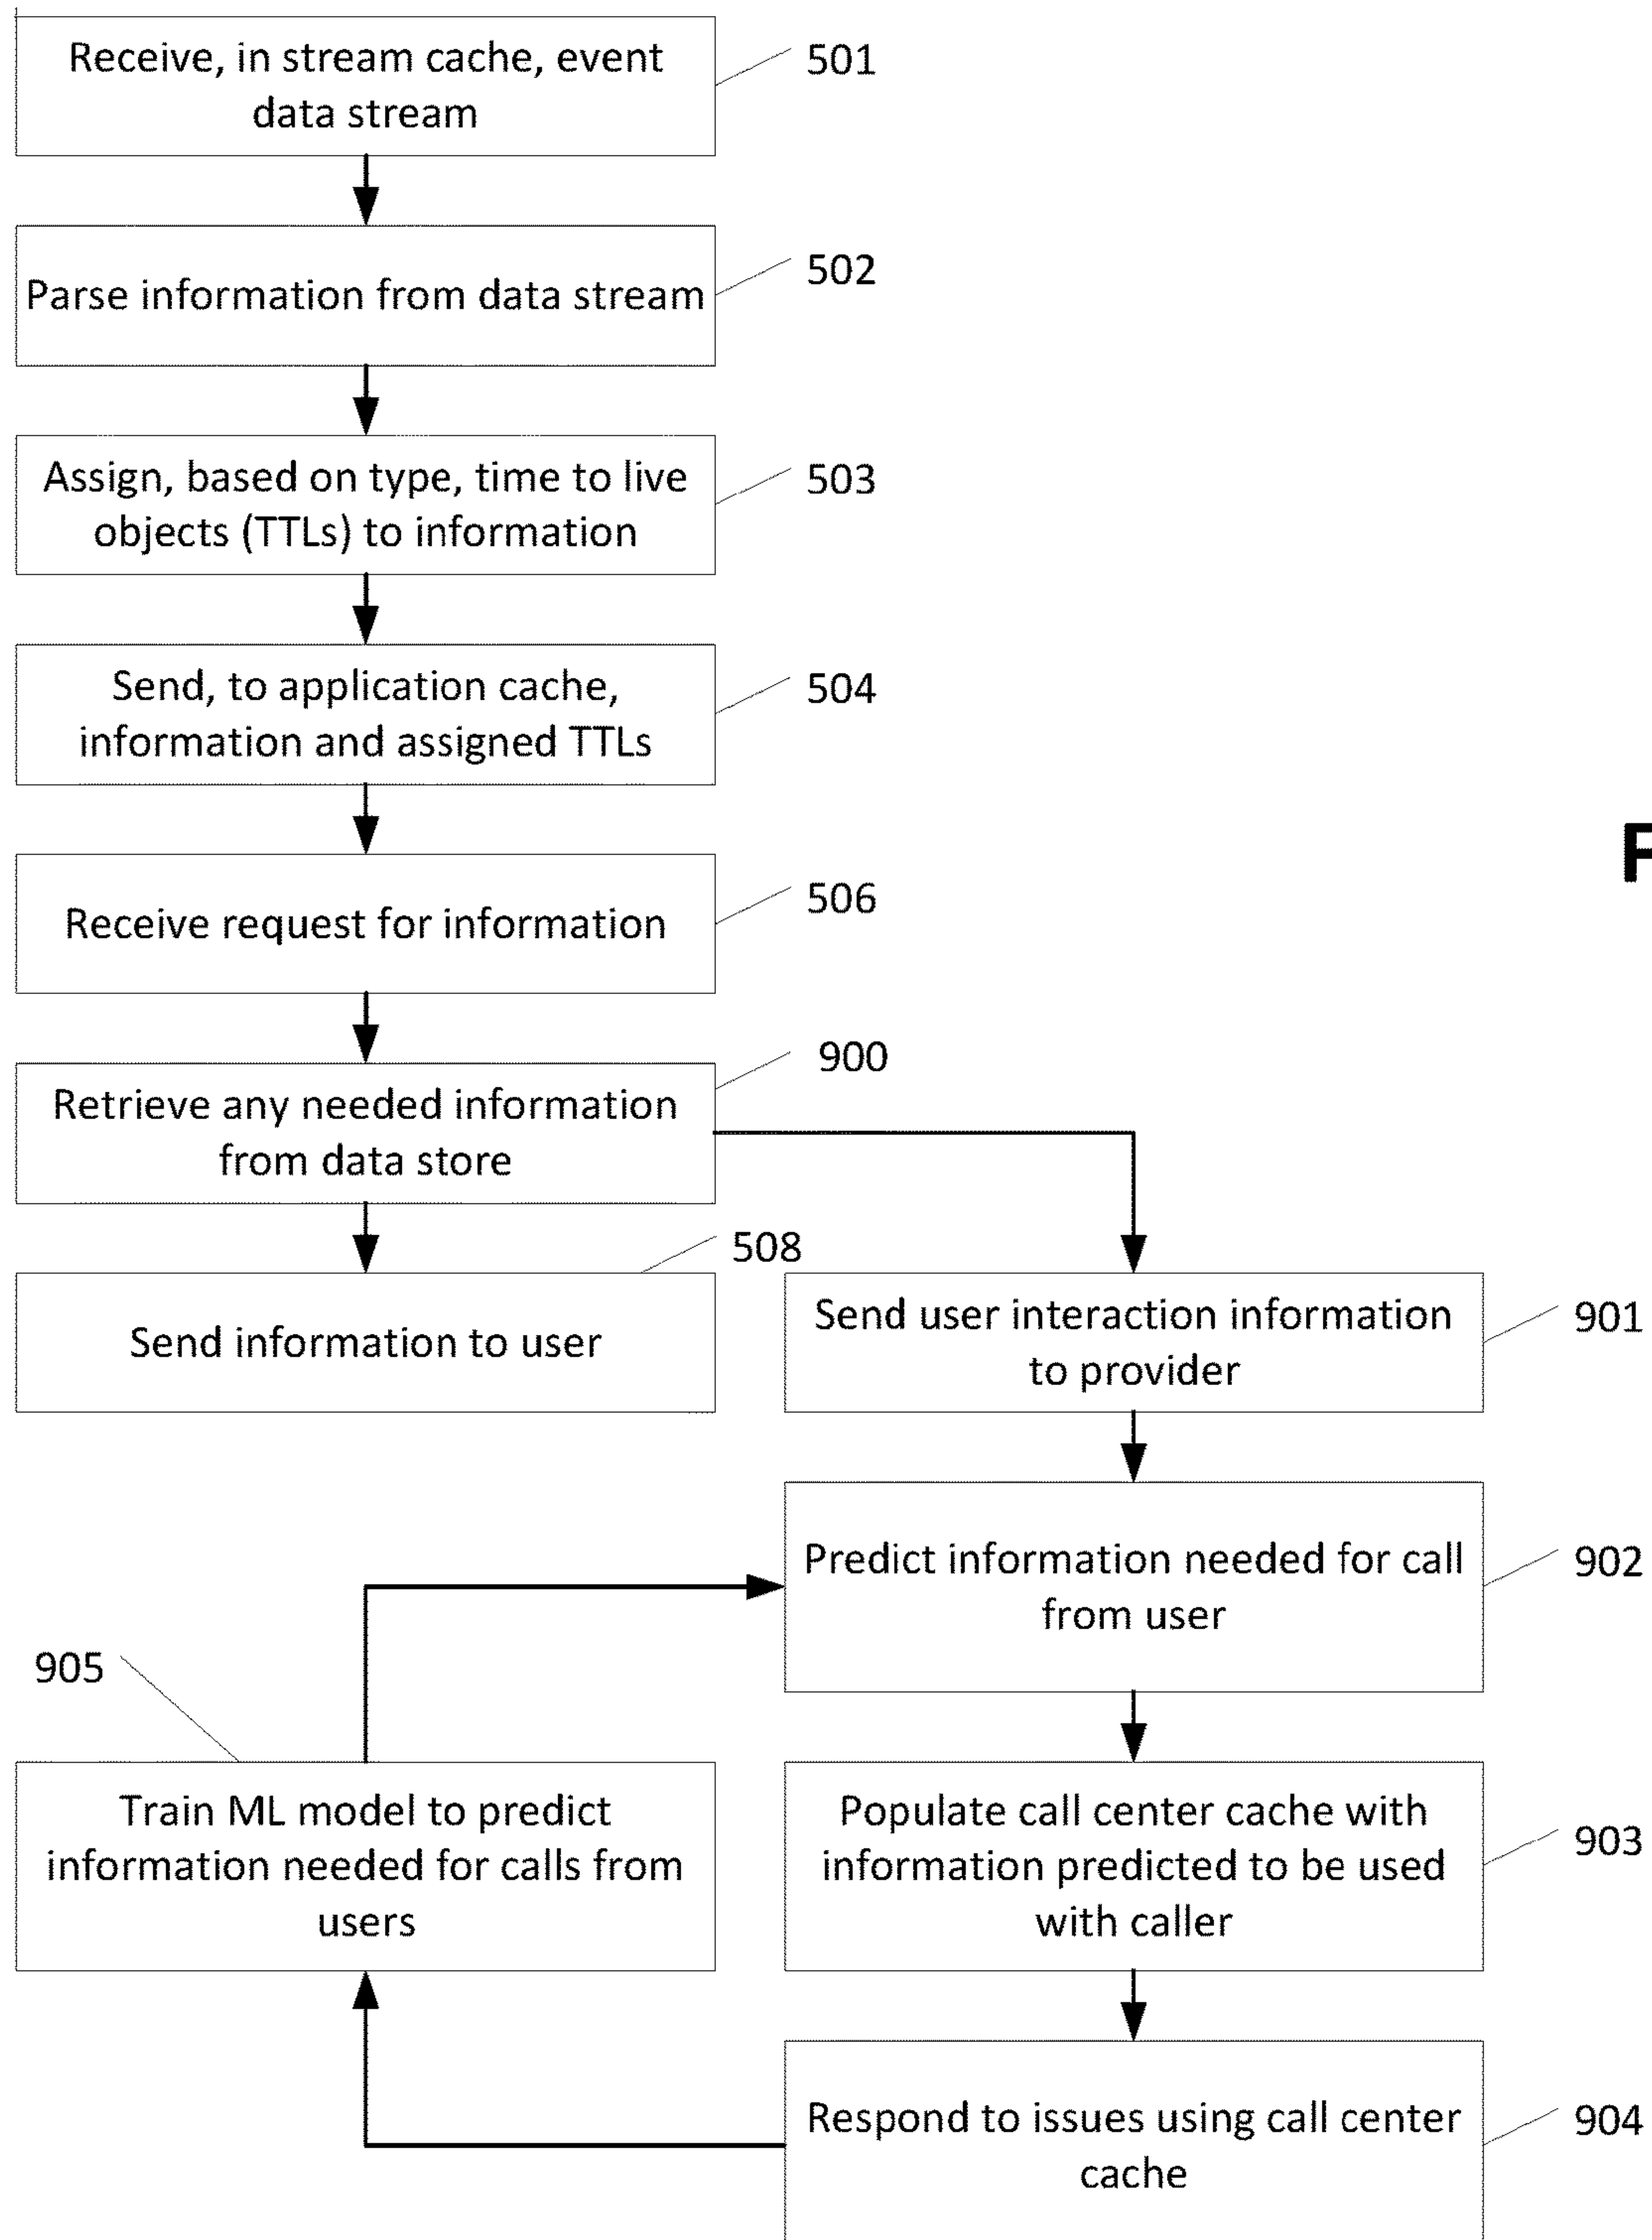 Receive, in stream cache, event
data stream
501
Parse information from data stream
502
Assign, based on type, time to live
objects (TTLs) to information
503
Send, to application cache,
information and assigned TTLs
504
F
Receive request for information
506
Retrieve any needed information
from data store
900
Send information to user
508
Send user interaction information
to provider
901
Predict information needed for call
from user
902
905
Train ML model to predict
information needed for calls from
users
Populate call center cache with
information predicted to be used
with caller
903
Respond to issues using call center
cache
904